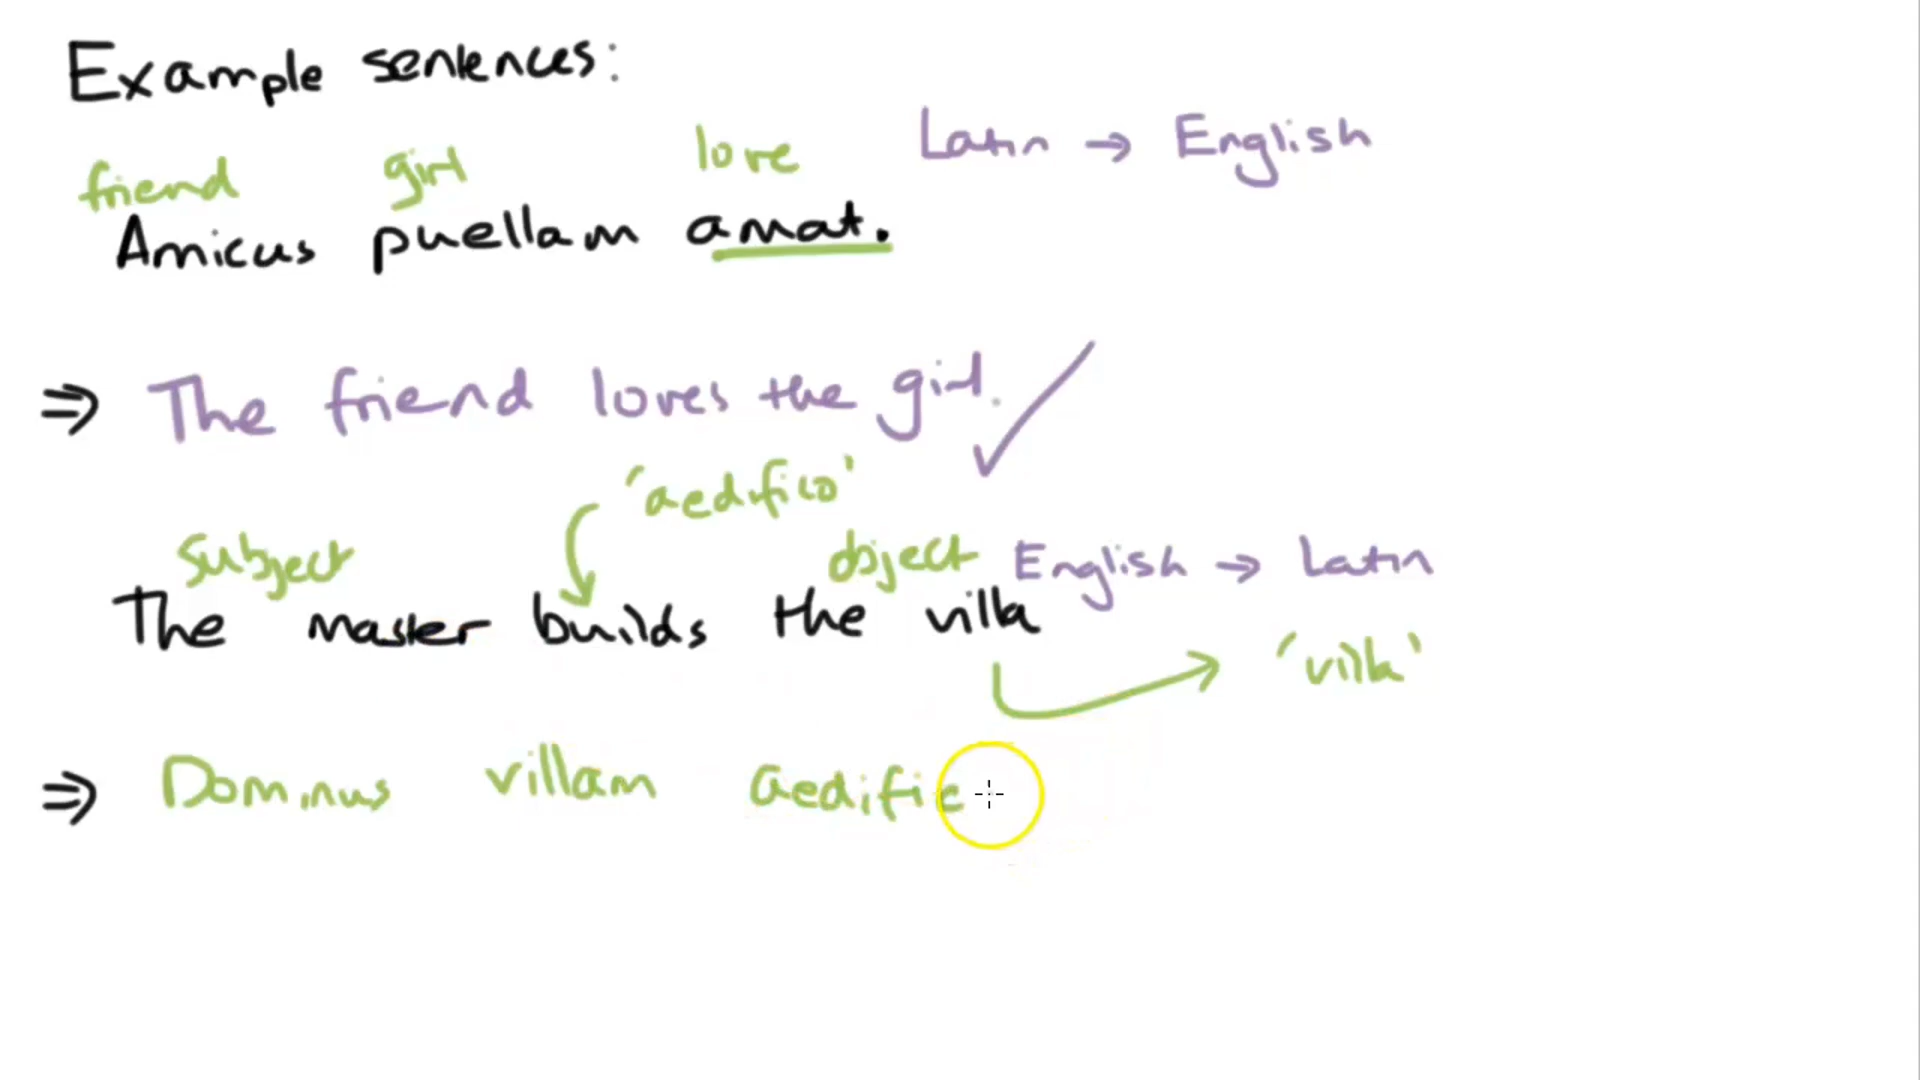 Example sentences:
friend girl love Latin → English
Amicus puellam amat.
⇒ The friend loves the girl.
'aedifico'
subject object English → Latin
The master builds the villa
'villa'
⇒ Dominus villam aedific